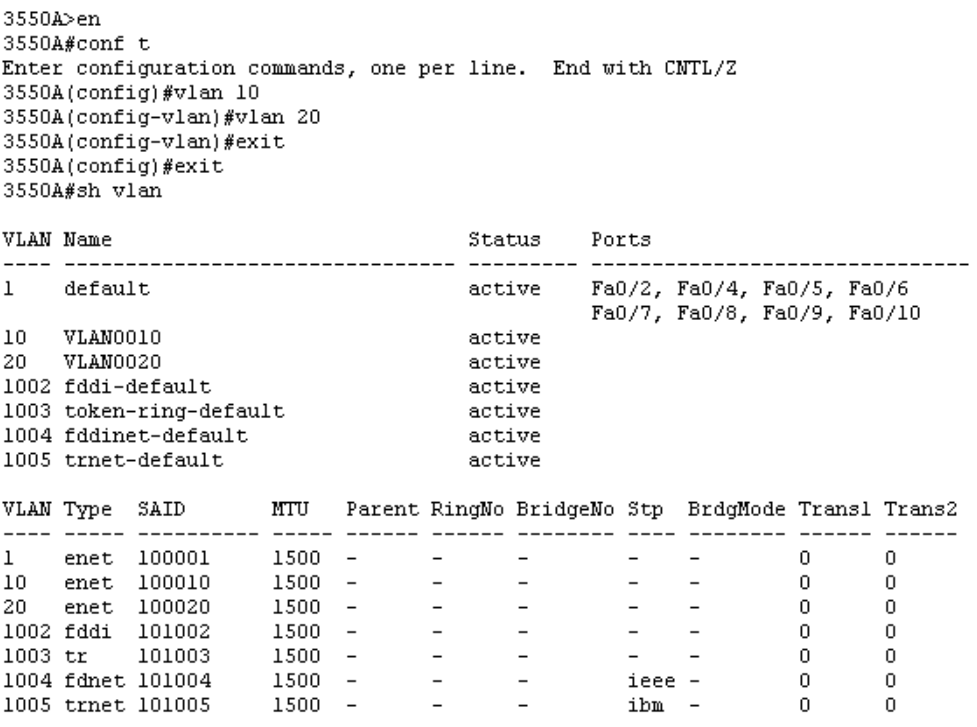 3550A>en
3550A#conf t
Enter configuration commands, one per line.  End with CNTL/Z
3550A(config)#vlan 10
3550A(config-vlan)#vlan 20
3550A(config-vlan)#exit
3550A(config)#exit
3550A#sh vlan
VLAN Name                             Status    Ports
---- -------------------------------- --------- -------------------------------
1    default                          active    Fa0/2, Fa0/4, Fa0/5, Fa0/6
                                                Fa0/7, Fa0/8, Fa0/9, Fa0/10
10   VLAN0010                         active
20   VLAN0020                         active
1002 fddi-default                     active
1003 token-ring-default               active
1004 fddinet-default                  active
1005 trnet-default                    active
VLAN Type  SAID       MTU   Parent RingNo BridgeNo Stp  BrdgMode Trans1 Trans2
---- ----- ---------- ----- ------ ------ -------- ---- -------- ------ ------
1    enet  100001     1500  -      -      -        -    -        0      0
10   enet  100010     1500  -      -      -        -    -        0      0
20   enet  100020     1500  -      -      -        -    -        0      0
1002 fddi  101002     1500  -      -      -        -    -        0      0
1003 tr    101003     1500  -      -      -        -    -        0      0
1004 fdnet 101004     1500  -      -      -        ieee -        0      0
1005 trnet 101005     1500  -      -      -        ibm  -        0      0